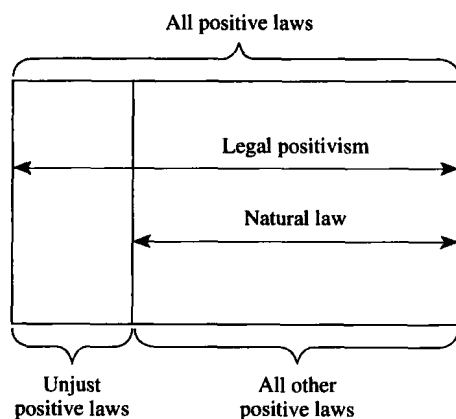 All positive laws
Legal positivism
Natural law
Unjust
positive laws
All other
positive laws